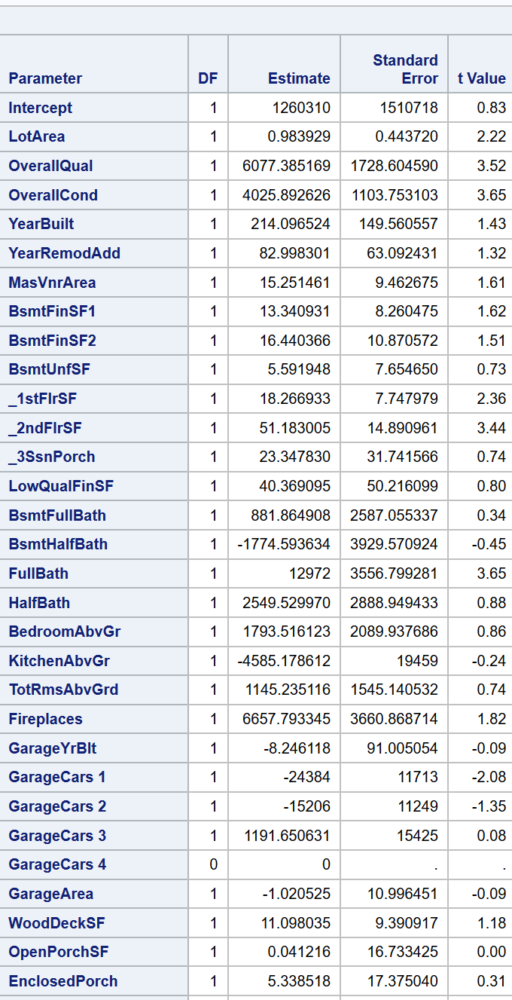 Parameter DF Estimate Standard Error t Value
Intercept 1 1260310 1510718 0.83
LotArea 1 0.983929 0.443720 2.22
OverallQual 1 6077.385169 1728.604590 3.52
OverallCond 1 4025.892626 1103.753103 3.65
YearBuilt 1 214.096524 149.560557 1.43
YearRemodAdd 1 82.998301 63.092431 1.32
MasVnrArea 1 15.251461 9.462675 1.61
BsmtFinSF1 1 13.340931 8.260475 1.62
BsmtFinSF2 1 16.440366 10.870572 1.51
BsmtUnfSF 1 5.591948 7.654650 0.73
_1stFlrSF 1 18.266933 7.747979 2.36
_2ndFlrSF 1 51.183005 14.890961 3.44
_3SsnPorch 1 23.347830 31.741566 0.74
LowQualFinSF 1 40.369095 50.216099 0.80
BsmtFullBath 1 881.864908 2587.055337 0.34
BsmtHalfBath 1 -1774.593634 3929.570924 -0.45
FullBath 1 12972 3556.799281 3.65
HalfBath 1 2549.529970 2888.949433 0.88
BedroomAbvGr 1 1793.516123 2089.937686 0.86
KitchenAbvGr 1 -4585.178612 19459 -0.24
TotRmsAbvGrd 1 1145.235116 1545.140532 0.74
Fireplaces 1 6657.793345 3660.868714 1.82
GarageYrBlt 1 -8.246118 91.005054 -0.09
GarageCars 1 1 -24384 11713 -2.08
GarageCars 2 1 -15206 11249 -1.35
GarageCars 3 1 1191.650631 15425 0.08
GarageCars 4 0 0 . .
GarageArea 1 -1.020525 10.996451 -0.09
WoodDeckSF 1 11.098035 9.390917 1.18
OpenPorchSF 1 0.041216 16.733425 0.00
EnclosedPorch 1 5.338518 17.375040 0.31